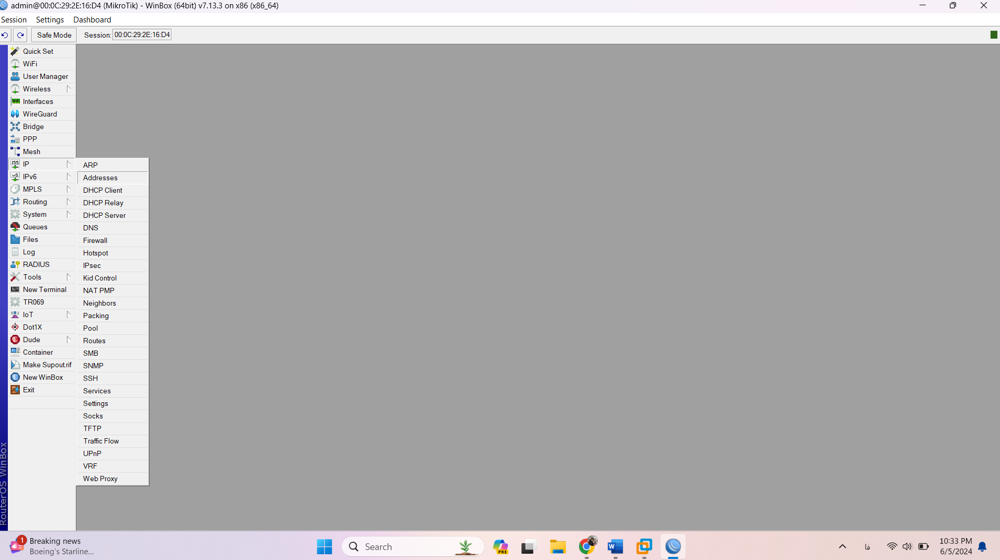 admin@00:0C:29:2E:16:D4 (MikroTik) - WinBox (64bit) v7.13.3 on x86 (x86_64)
Session Settings Dashboard
Safe Mode Session: 00:0C:29:2E:16:D4
Quick Set
WiFi
User Manager
Wireless
Interfaces
WireGuard
Bridge
PPP
Mesh
IP
IPv6
MPLS
Routing
System
Queues
Files
Log
RADIUS
Tools
New Terminal
TR069
IoT
Dot1X
Dude
Container
Make Supout.rif
New WinBox
Exit
ARP
Addresses
DHCP Client
DHCP Relay
DHCP Server
DNS
Firewall
Hotspot
IPsec
Kid Control
NAT PMP
Neighbors
Packing
Pool
Routes
SMB
SNMP
SSH
Services
Settings
Socks
TFTP
Traffic Flow
UPnP
VRF
Web Proxy
RouterOS WinBox
1
Breaking news
Boeing's Starline...
Search
PRE
فا
10:33 PM
6/5/2024